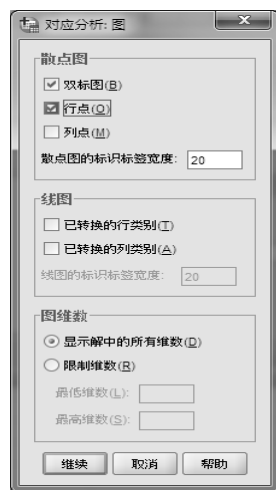 对应分析: 图
散点图
双标图(B)
行点(O)
列点(M)
散点图的标识标签宽度: 20
线图
已转换的行类别(T)
已转换的列类别(A)
线图的标识标签宽度: 20
图维数
显示解中的所有维数(D)
限制维数(R)
最低维数(L):
最高维数(S):
继续 取消 帮助